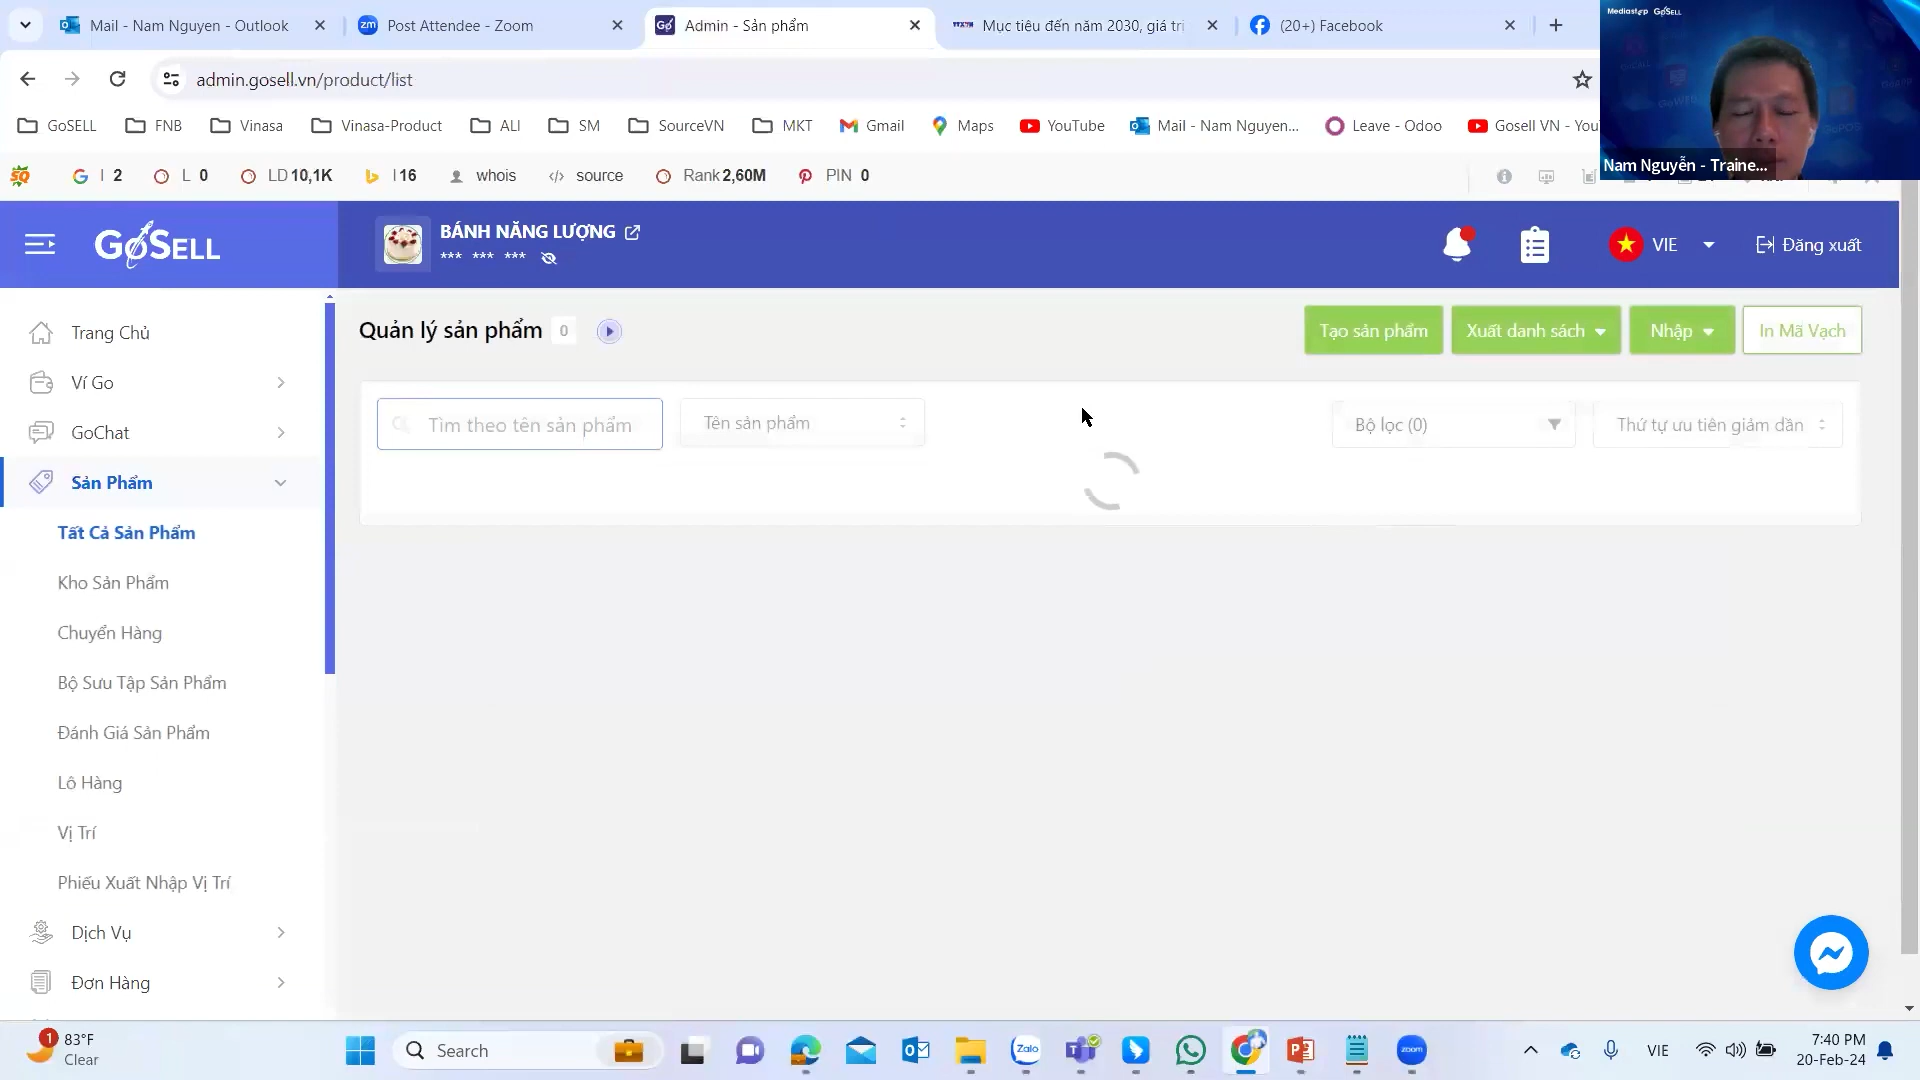 Mail - Nam Nguyen - Outlook
Post Attendee - Zoom
Admin - Sản phẩm
Mục tiêu đến năm 2030, giá trị
(20+) Facebook
Mediastep GoSELL
admin.gosell.vn/product/list
GoSELL
FNB
Vinasa
Vinasa-Product
ALI
SM
SourceVN
MKT
Gmail
Maps
YouTube
Mail - Nam Nguyen...
Leave - Odoo
Gosell VN - You
Nam Nguyễn - Traine...
I 2
L 0
LD 10,1K
I 16
whois
source
Rank 2,60M
PIN 0
GoSELL
BÁNH NĂNG LƯỢNG
*** *** ***
VIE
Đăng xuất
Trang Chủ
Ví Go
GoChat
Sản Phẩm
Tất Cả Sản Phẩm
Kho Sản Phẩm
Chuyển Hàng
Bộ Sưu Tập Sản Phẩm
Đánh Giá Sản Phẩm
Lô Hàng
Vị Trí
Phiếu Xuất Nhập Vị Trí
Dịch Vụ
Đơn Hàng
Quản lý sản phẩm 0
Tạo sản phẩm
Xuất danh sách
Nhập
In Mã Vạch
Tìm theo tên sản phẩm
Tên sản phẩm
Bộ lọc (0)
Thứ tự ưu tiên giảm dần
1
83°F
Clear
Search
Zalo
zoom
VIE
7:40 PM
20-Feb-24